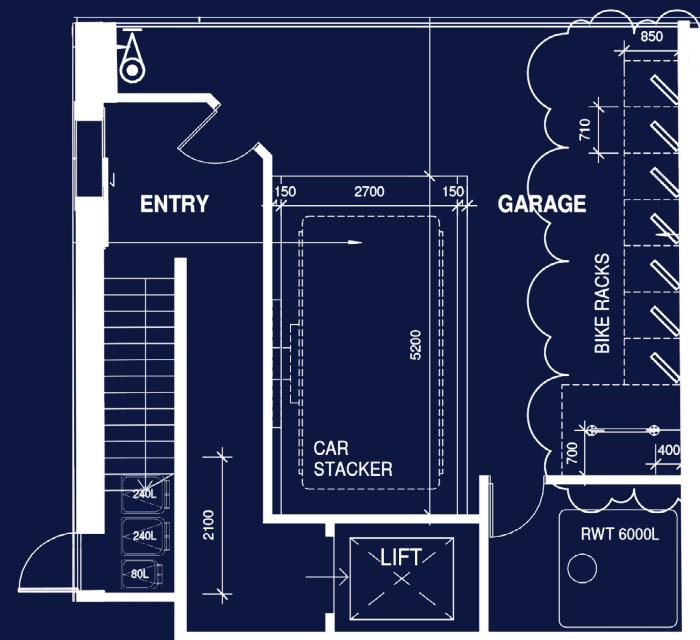 850
710
150 2700 150
ENTRY
GARAGE
BIKE RACKS
5200
CAR
STACKER
700
400
240L
2100
240L
80L
LIFT
RWT 6000L